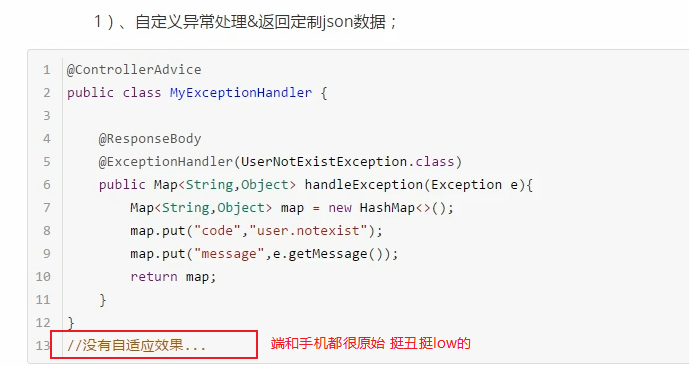 1）、自定义异常处理&返回定制json数据；
1 @ControllerAdvice
2 public class MyExceptionHandler {
3
4 @ResponseBody
5 @ExceptionHandler(UserNotExistException.class)
6 public Map<String,Object> handleException(Exception e){
7 Map<String,Object> map = new HashMap<>();
8 map.put("code","user.notexist");
9 map.put("message",e.getMessage());
10 return map;
11 }
12 }
13 //没有自适应效果...
端和手机都很原始 挺丑挺low的